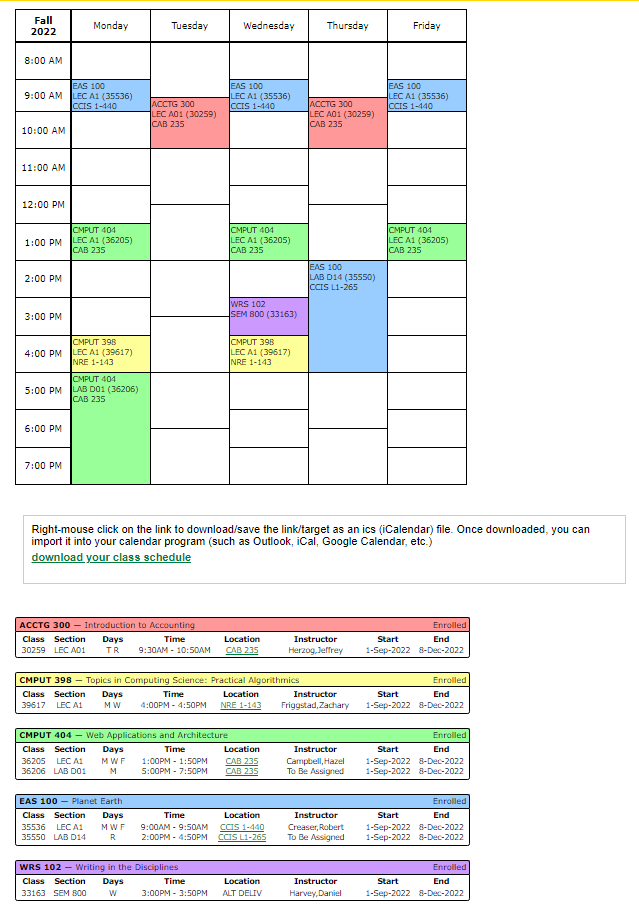 Fall 2022 Monday Tuesday Wednesday Thursday Friday
8:00 AM
9:00 AM
EAS 100
LEC A1 (35536)
CCIS 1-440
EAS 100
LEC A1 (35536)
CCIS 1-440
EAS 100
LEC A1 (35536)
CCIS 1-440
ACCTG 300
LEC A01 (30259)
CAB 235
ACCTG 300
LEC A01 (30259)
CAB 235
10:00 AM
11:00 AM
12:00 PM
1:00 PM
CMPUT 404
LEC A1 (36205)
CAB 235
CMPUT 404
LEC A1 (36205)
CAB 235
CMPUT 404
LEC A1 (36205)
CAB 235
2:00 PM
EAS 100
LAB D14 (35550)
CCIS L1-265
3:00 PM
WRS 102
SEM 800 (33163)
4:00 PM
CMPUT 398
LEC A1 (39617)
NRE 1-143
CMPUT 398
LEC A1 (39617)
NRE 1-143
5:00 PM
CMPUT 404
LAB D01 (36206)
CAB 235
6:00 PM
7:00 PM
Right-mouse click on the link to download/save the link/target as an ics (iCalendar) file. Once downloaded, you can
import it into your calendar program (such as Outlook, iCal, Google Calendar, etc.)
download your class schedule
ACCTG 300 — Introduction to Accounting Enrolled
Class Section Days Time Location Instructor Start End
30259 LEC A01 T R 9:30AM - 10:50AM CAB 235 Herzog,Jeffrey 1-Sep-2022 8-Dec-2022
CMPUT 398 — Topics in Computing Science: Practical Algorithmics Enrolled
Class Section Days Time Location Instructor Start End
39617 LEC A1 M W 4:00PM - 4:50PM NRE 1-143 Friggstad,Zachary 1-Sep-2022 8-Dec-2022
CMPUT 404 — Web Applications and Architecture Enrolled
Class Section Days Time Location Instructor Start End
36205 LEC A1 M W F 1:00PM - 1:50PM CAB 235 Campbell,Hazel 1-Sep-2022 8-Dec-2022
36206 LAB D01 M 5:00PM - 7:50PM CAB 235 To Be Assigned 1-Sep-2022 8-Dec-2022
EAS 100 — Planet Earth Enrolled
Class Section Days Time Location Instructor Start End
35536 LEC A1 M W F 9:00AM - 9:50AM CCIS 1-440 Creaser,Robert 1-Sep-2022 8-Dec-2022
35550 LAB D14 R 2:00PM - 4:50PM CCIS L1-265 To Be Assigned 1-Sep-2022 8-Dec-2022
WRS 102 — Writing in the Disciplines Enrolled
Class Section Days Time Location Instructor Start End
33163 SEM 800 W 3:00PM - 3:50PM ALT DELIV Harvey,Daniel 1-Sep-2022 8-Dec-2022